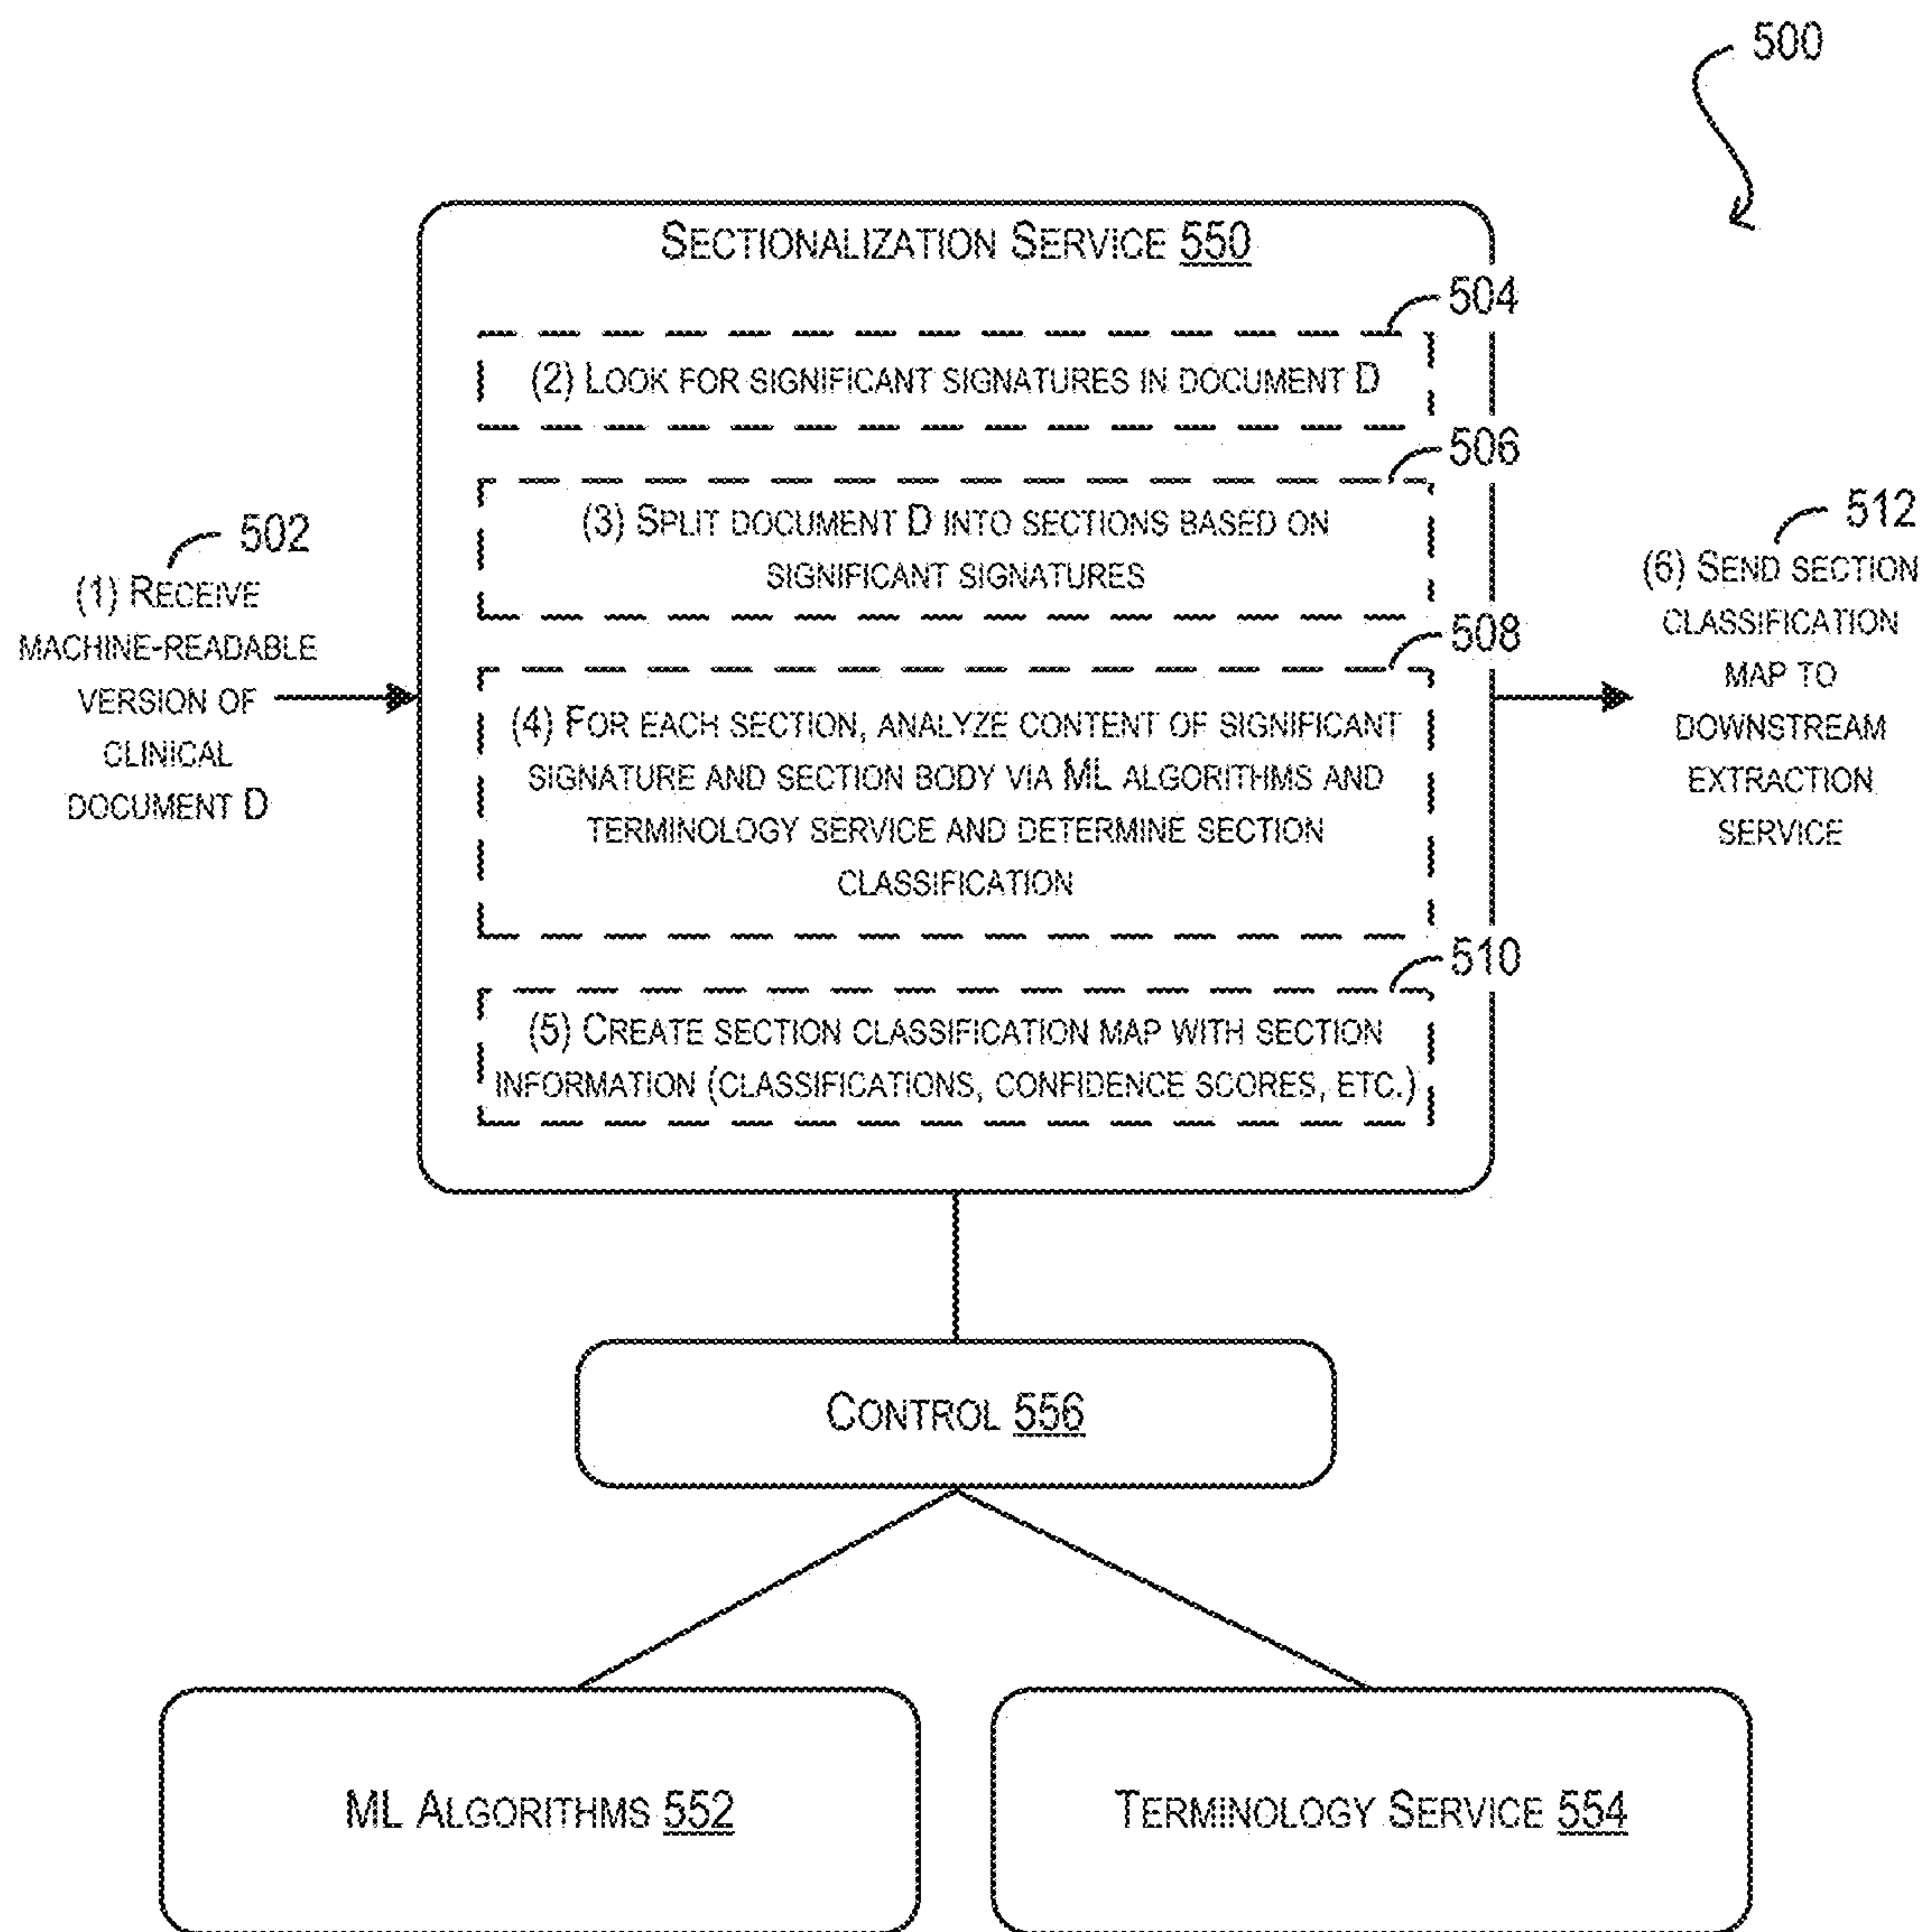 500
SECTIONALIZATION SERVICE 550
504
(2) LOOK FOR SIGNIFICANT SIGNATURES IN DOCUMENT D
506
(3) SPLIT DOCUMENT D INTO SECTIONS BASED ON
SIGNIFICANT SIGNATURES
502
(1) RECEIVE
MACHINE-READABLE
VERSION OF
CLINICAL
DOCUMENT D
508
(4) FOR EACH SECTION, ANALYZE CONTENT OF SIGNIFICANT
SIGNATURE AND SECTION BODY VIA ML ALGORITHMS AND
TERMINOLOGY SERVICE AND DETERMINE SECTION
CLASSIFICATION
510
(5) CREATE SECTION CLASSIFICATION MAP WITH SECTION
INFORMATION (CLASSIFICATIONS, CONFIDENCE SCORES, ETC.)
512
(6) SEND SECTION
CLASSIFICATION
MAP TO
DOWNSTREAM
EXTRACTION
SERVICE
CONTROL 556
ML ALGORITHMS 552
TERMINOLOGY SERVICE 554